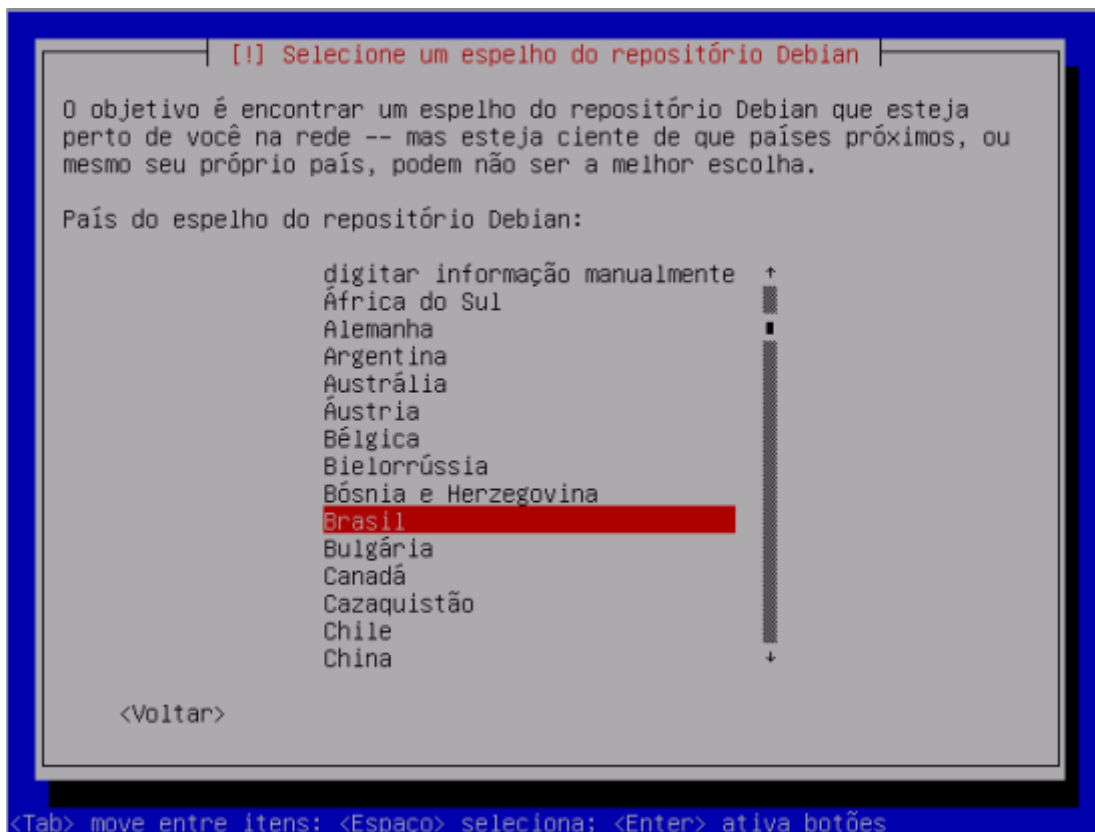 [!] Selecione um espelho do repositório Debian
O objetivo é encontrar um espelho do repositório Debian que esteja
perto de você na rede -- mas esteja ciente de que países próximos, ou
mesmo seu próprio país, podem não ser a melhor escolha.
País do espelho do repositório Debian:
digitar informação manualmente ↑
África do Sul
Alemanha
Argentina
Austrália
Áustria
Bélgica
Bielorrússia
Bósnia e Herzegovina
Brasil
Bulgária
Canadá
Cazaquistão
Chile
China ↓
<Voltar>
<Tab> move entre itens; <Espaço> seleciona; <Enter> ativa botões